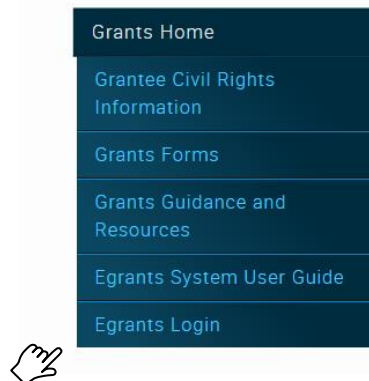 Grants Home
Grantee Civil Rights
Information
Grants Forms
Grants Guidance and
Resources
Egrants System User Guide
Egrants Login